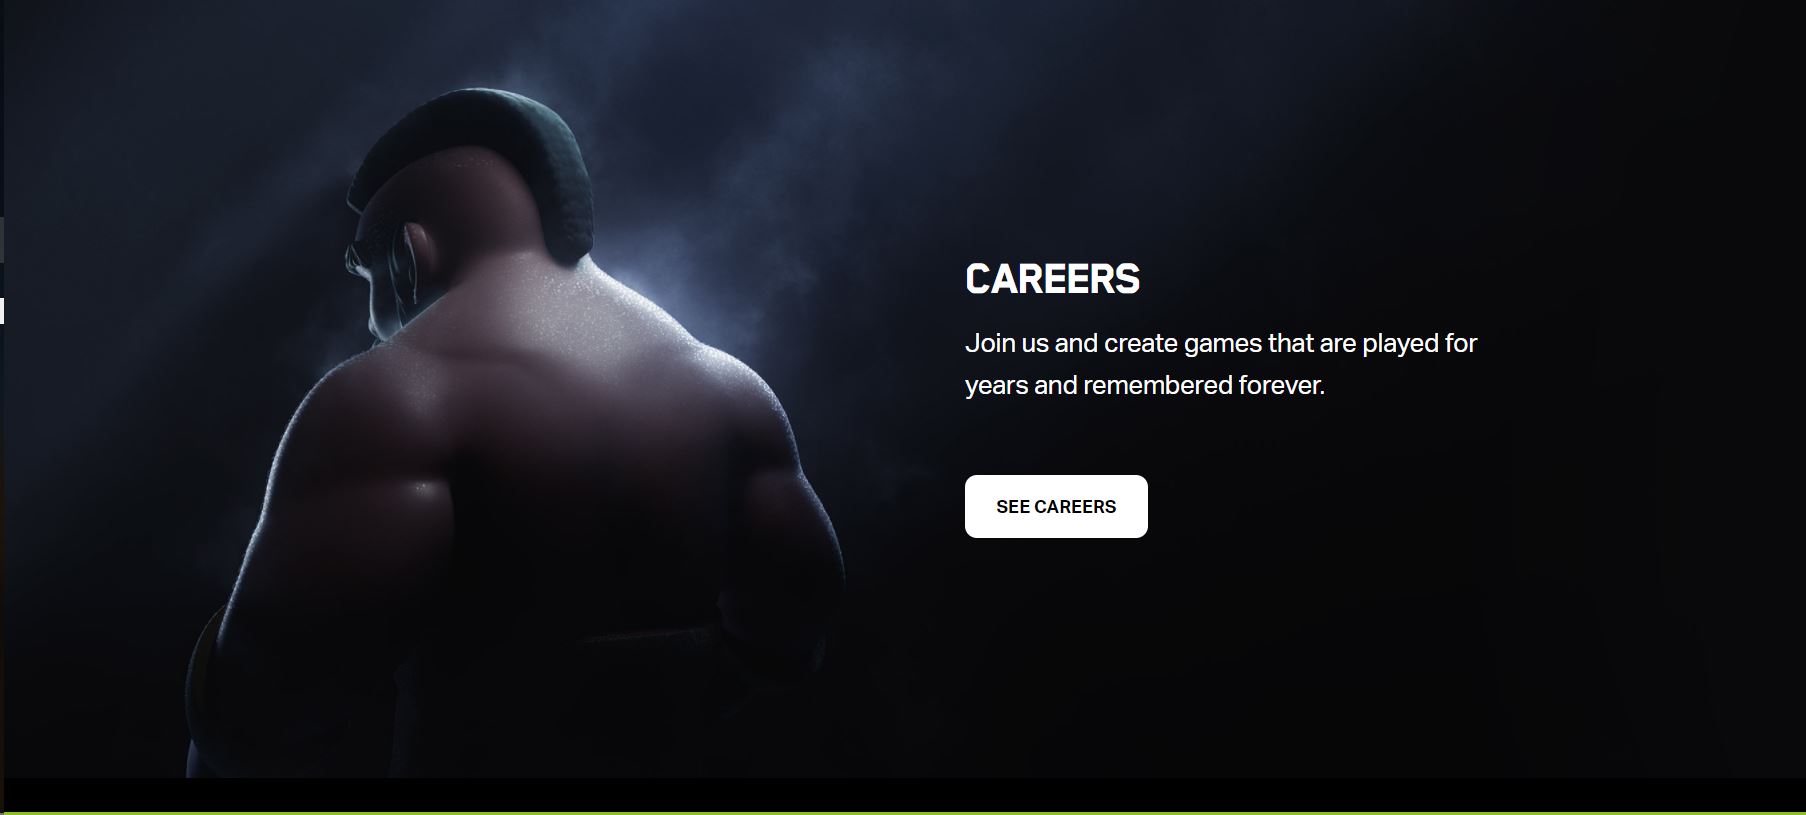 CAREERS
Join us and create games that are played for
years and remembered forever.
SEE CAREERS